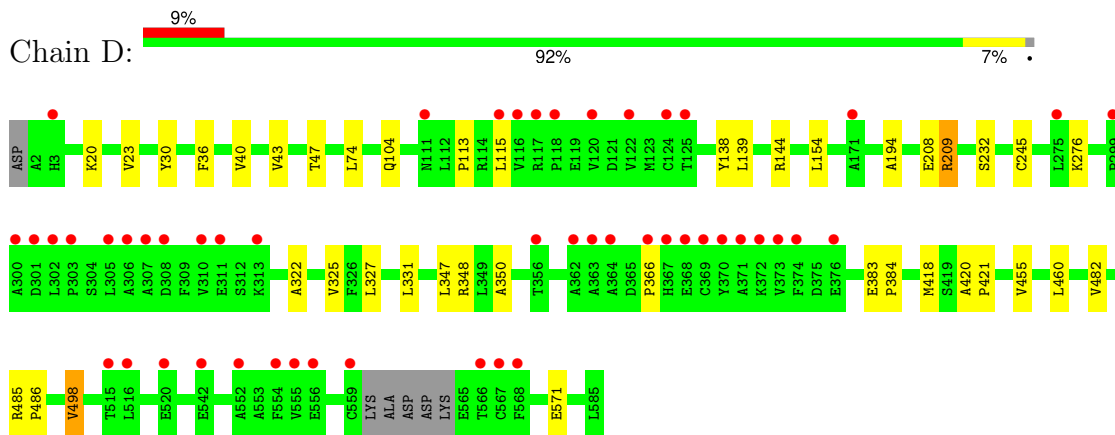 9%
Chain D:
92% 7% •
ASP A2 H3 K20 V23 Y30 F36 V40 V43 T47 L74 Q104 N111 L112 P113 R114 L115 V116 R117 P118 E119 V120 D121 V122 M123 C124 T125 Y138 L139 R144 L154 A171 A194 E208 R209 S232 C245 L275 K276 P299
A300 D301 L302 P303 S304 L305 A306 A307 D308 F309 V310 E311 S312 K313 A322 V325 F326 L327 L331 L347 R348 L349 A350 T356 A362 A363 A364 D365 P366 H367 E368 C369 Y370 A371 K372 V373 F374 D375 E376 E383 P384 M418 S419 A420 P421 V455 L460 V482
R485 P486 V498 T515 L516 E520 E542 A552 A553 F554 V555 E556 C559 LYS ALA ASP ASP LYS E565 T566 C567 F568 E571 L585